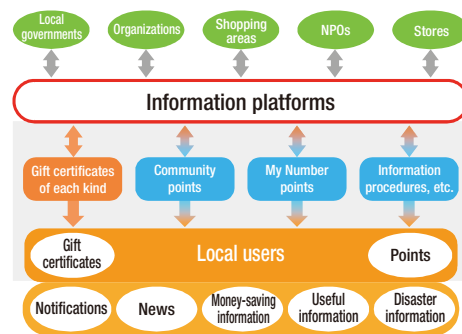 Local
governments
Organizations
Shopping
areas
NPOs
Stores
Information platforms
Gift certificates
of each kind
Community
points
My Number
points
Information
procedures, etc.
Gift
certificates
Local users
Points
Notifications
News
Money-saving
information
Useful
information
Disaster
information